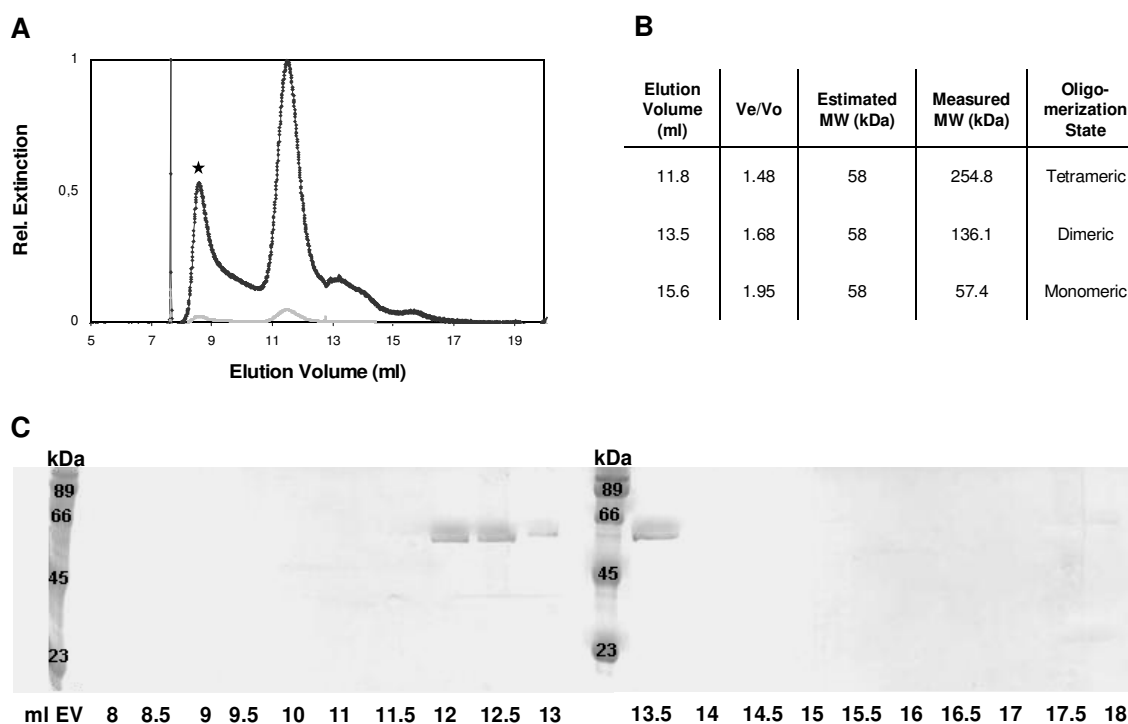 A
Rel. Extinction
1
0,5
0
5 7 9 11 13 15 17 19
Elution Volume (ml)
B
Elution Volume (ml) Ve/Vo Estimated MW (kDa) Measured MW (kDa) Oligo-merization State
11.8 1.48 58 254.8 Tetrameric
13.5 1.68 58 136.1 Dimeric
15.6 1.95 58 57.4 Monomeric
C
kDa
89
66
45
23
ml EV 8 8.5 9 9.5 10 11 11.5 12 12.5 13
kDa
89
66
45
23
13.5 14 14.5 15 15.5 16 16.5 17 17.5 18